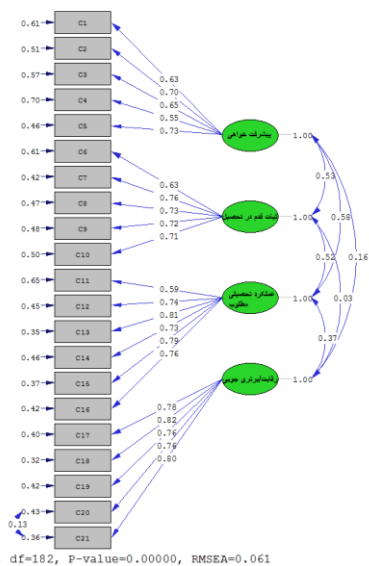 0.61 C1
0.51 C2
0.57 C3
0.70 C4
0.46 C5
0.61 C6
0.42 C7
0.47 C8
0.48 C9
0.50 C10
0.65 C11
0.45 C12
0.35 C13
0.46 C14
0.37 C15
0.42 C16
0.40 C17
0.32 C18
0.42 C19
0.43 C20
0.13
0.36 C21
0.63
0.70
0.65
0.55
0.73
پیشرفت خواهی
1.00
0.63
0.76
0.73
0.72
0.71
ثبات قدم در تحصیل
1.00
0.59
0.74
0.81
0.73
0.79
0.76
عملکرد تحصیلی
مطلوب
1.00
0.78
0.82
0.76
0.76
0.80
رقابت/برتری جویی
1.00
0.53
0.58
0.16
0.52
0.03
0.37
df=182, P-value=0.00000, RMSEA=0.061